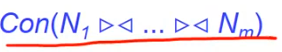 Con(N₁ ▷◁ ... ▷◁ Nₘ)